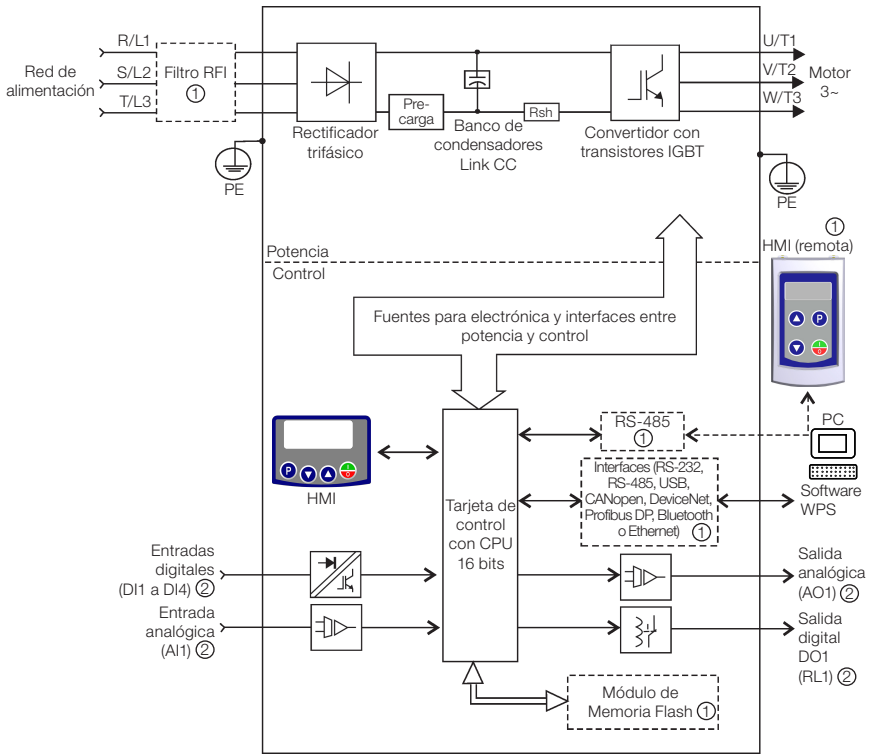 R/L1
S/L2
T/L3
Red de
alimentación
Filtro RFI
①
Rectificador
trifásico
Pre-
carga
Banco de
condensadores
Link CC
Rsh
Convertidor con
transistores IGBT
U/T1
V/T2
W/T3
Motor
3~
PE
PE
Potencia
Control
①
HMI (remota)
P
I
0
Fuentes para electrónica y interfaces entre
potencia y control
P
I
0
HMI
Tarjeta de
control
con CPU
16 bits
RS-485
①
PC
Interfaces (RS-232,
RS-485, USB,
CANopen, DeviceNet,
Profibus DP, Bluetooth
o Ethernet) ①
Software
WPS
Entradas
digitales
(DI1 a DI4) ②
Entrada
analógica
(AI1) ②
Salida
analógica
(AO1) ②
Salida
digital
DO1
(RL1) ②
Módulo de
Memoria Flash ①